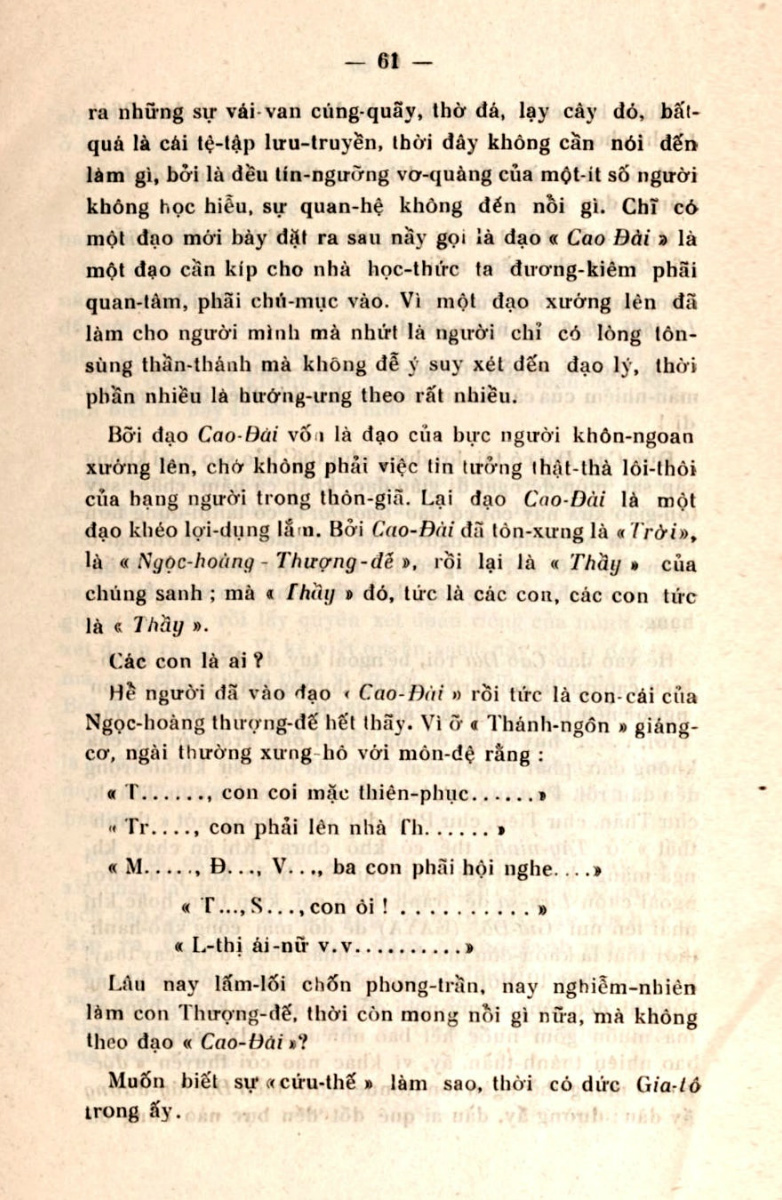 — 61 —
ra những sự vái-van cúng-quãy, thờ đá, lạy cây đó, bất-
quá là cái tệ-tập lưu-truyền, thời đây không cần nói đến
làm gì, bởi là đều tín-ngưỡng vơ-quàng của một-ít số người
không học hiễu, sự quan-hệ không đến nồi gì. Chĩ có
một đạo mới bày đặt ra sau nầy gọi là đạo « Cao Đài » là
một đạo cần kíp cho nhà học-thức ta đương-kiêm phãi
quan-tâm, phãi chú-mục vào. Vì một đạo xướng lên đã
làm cho người mình mà nhứt là người chỉ có lòng tôn-
sùng thần-thánh mà không dễ ý suy xét đến đạo lý, thời
phần nhiều là hướng-ưng theo rất nhiều.
Bỡi đạo Cao-Đài vốn là đạo của bực người khôn-ngoan
xướng lên, chớ không phải việc tin tưởng thật-thà lôi-thôi
của hạng người trong thôn-giã. Lại đạo Cao-Đài là một
đạo khéo lợi-dụng lắm. Bởi Cao-Đài đã tôn-xưng là « Trời »,
là « Ngọc-hoàng - Thượng-đế », rồi lại là « Thầy » của
chúng sanh ; mà « Thầy » đó, tức là các con, các con tức
là « Thầy ».
Các con là ai ?
Hề người đã vào đạo « Cao-Đài » rồi tức là con-cái của
Ngọc-hoàng thượng-đế hết thãy. Vì ỡ « Thánh-ngôn » giáng-
cơ, ngài thường xưng-hô với môn-đệ rằng :
« T......, con coi mặc thiên-phục...... »
« Tr...., con phải lên nhà Th...... »
« M....., Đ..., V..., ba con phãi hội nghe.... »
« T..., S..., con ôi ! .......... »
« L-thị ái-nữ v.v.......... »
Lâu nay lấm-lối chốn phong-trần, nay nghiễm-nhiên
làm con Thượng-đế, thời còn mong nồi gì nữa, mà không
theo đạo « Cao-Đài »?
Muốn biết sự «cứu-thế » làm sao, thời có dức Gia-tô
trong ấy.